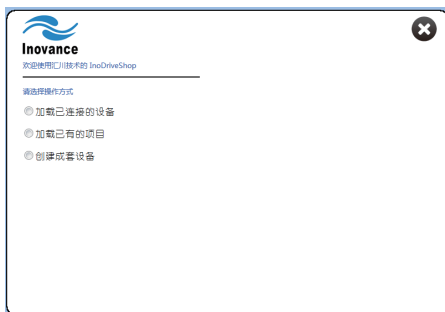 Inovance
欢迎使用汇川技术的 InoDriveShop
请选择操作方式
加载已连接的设备
加载已有的项目
创建成套设备